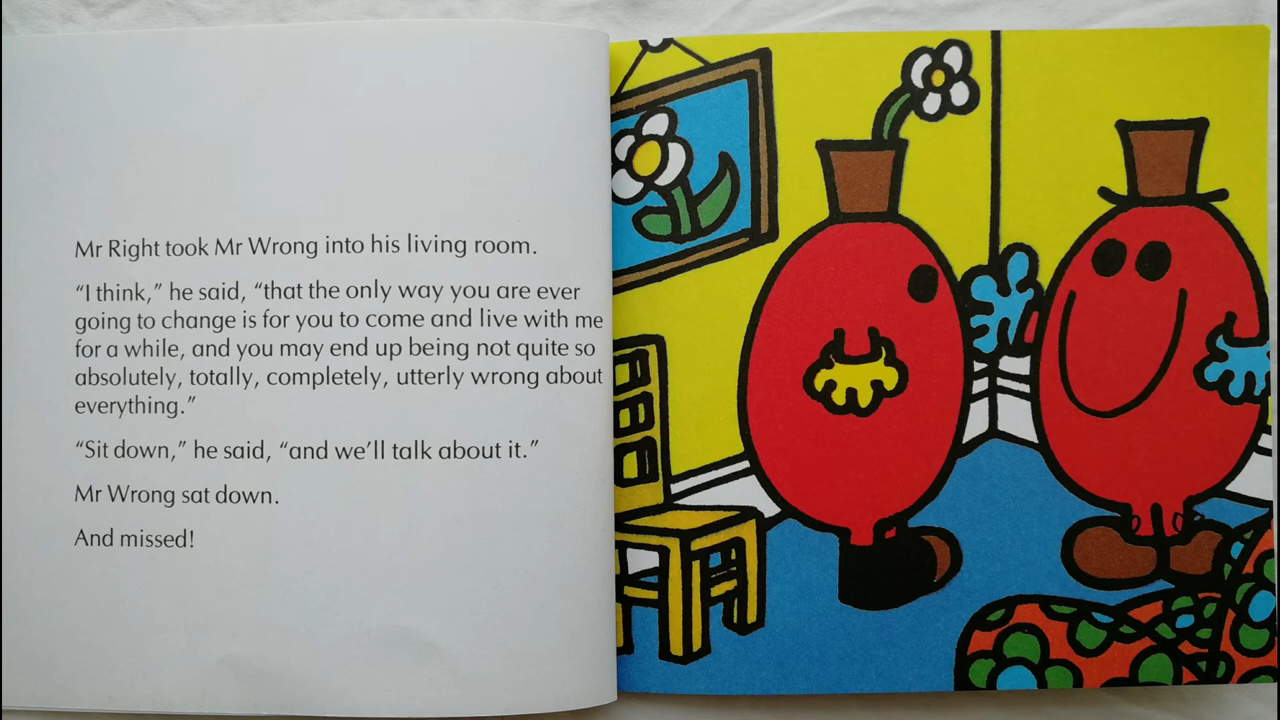 Mr Right took Mr Wrong into his living room.
“I think,” he said, “that the only way you are ever
going to change is for you to come and live with me
for a while, and you may end up being not quite so
absolutely, totally, completely, utterly wrong about
everything.”
“Sit down,” he said, “and we’ll talk about it.”
Mr Wrong sat down.
And missed!